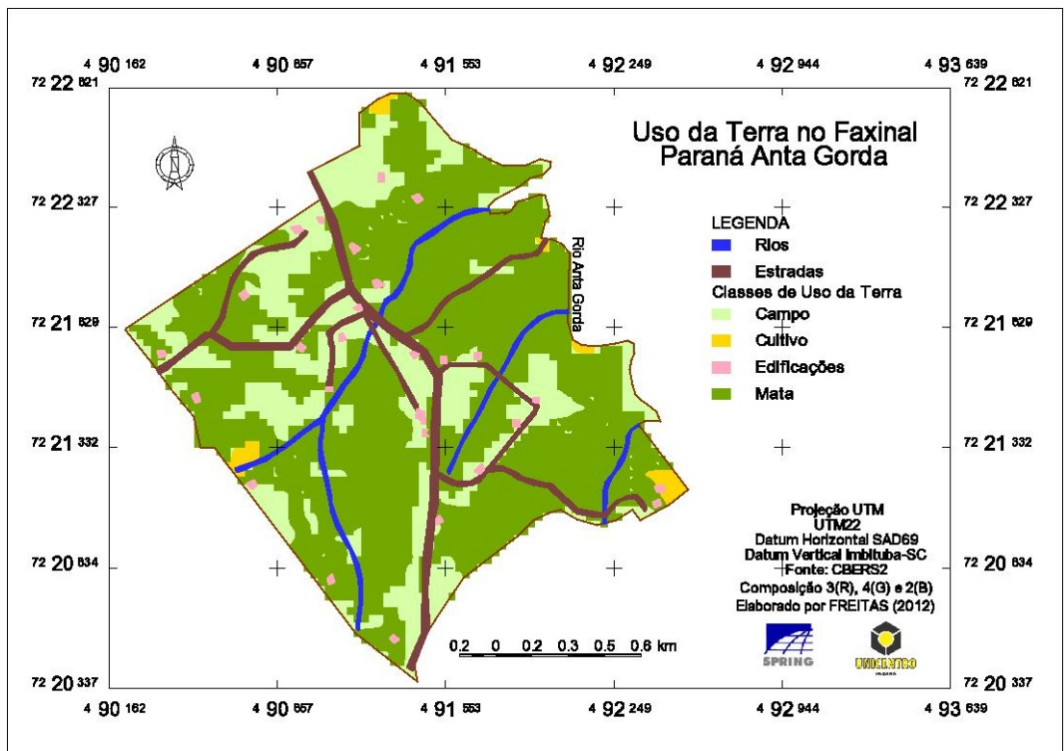 4 90 162 4 90 857 4 91 553 4 92 249 4 92 944 4 93 639
72 22 821 72 22 821
Uso da Terra no Faxinal
Paraná Anta Gorda
N
72 22 327 72 22 327
LEGENDA
Rios
Estradas
Classes de Uso da Terra
Campo
Cultivo
Edificações
Mata
Rio Anta Gorda
72 21 829 72 21 829
72 21 332 72 21 332
Projeção UTM
UTM22
Datum Horizontal SAD69
Datum Vertical Imbituba-SC
Fonte: CBERS2
Composição 3(R), 4(G) e 2(B)
Elaborado por FREITAS (2012)
72 20 834 72 20 834
0.2 0 0.2 0.3 0.6 km
SPRING
UNICENTRO
72 20 337 72 20 337
4 90 162 4 90 857 4 91 553 4 92 249 4 92 944 4 93 639